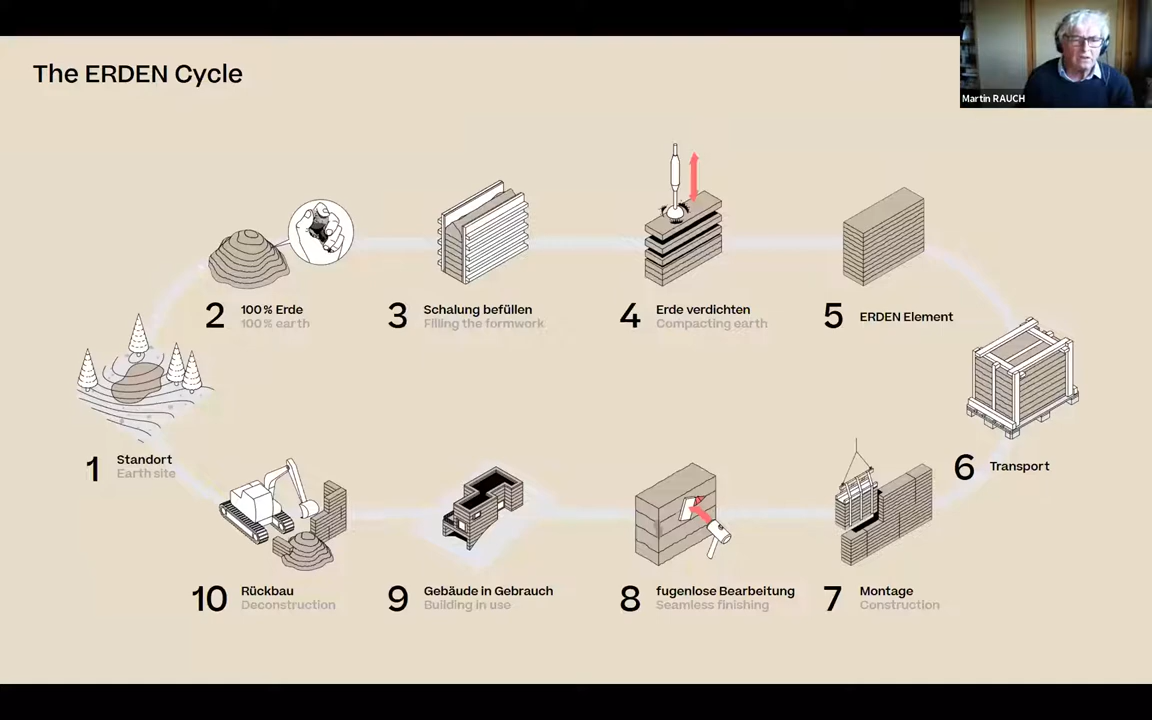 The ERDEN Cycle
Martin RAUCH
2 100% Erde
100% earth
3 Schalung befüllen
Filling the formwork
4 Erde verdichten
Compacting earth
5 ERDEN Element
1 Standort
Earth site
6 Transport
10 Rückbau
Deconstruction
9 Gebäude in Gebrauch
Building in use
8 fugenlose Bearbeitung
Seamless finishing
7 Montage
Construction